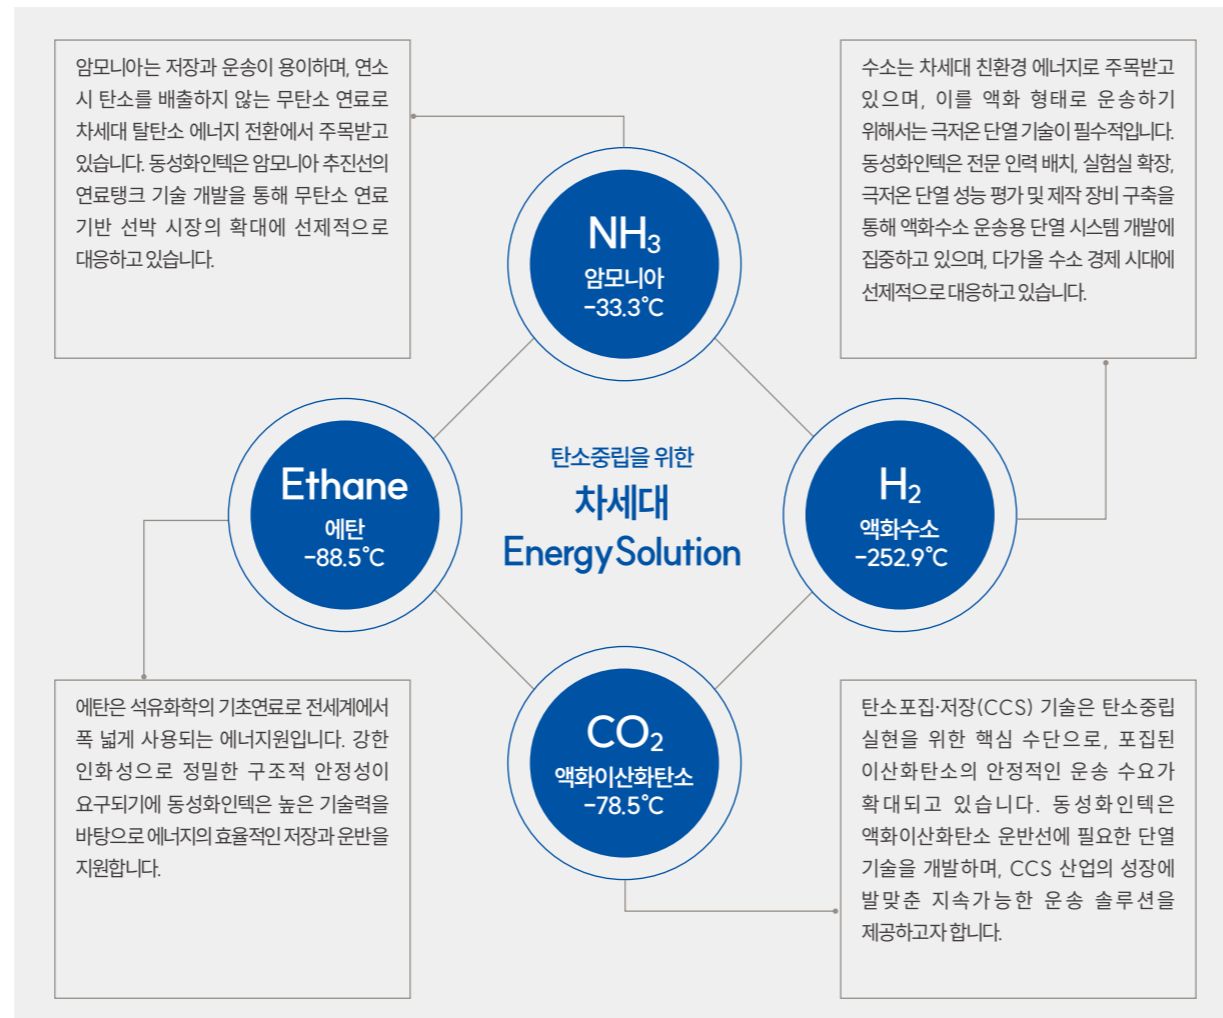 암모니아는 저장과 운송이 용이하며, 연소
시 탄소를 배출하지 않는 무탄소 연료로
차세대 탈탄소 에너지 전환에서 주목받고
있습니다. 동성화인텍은 암모니아 추진선의
연료탱크 기술 개발을 통해 무탄소 연료
기반 선박 시장의 확대에 선제적으로
대응하고 있습니다.
수소는 차세대 친환경 에너지로 주목받고
있으며, 이를 액화 형태로 운송하기
위해서는 극저온 단열 기술이 필수적입니다.
동성화인텍은 전문 인력 배치, 실험실 확장,
극저온 단열 성능 평가 및 제작 장비 구축을
통해 액화수소 운송용 단열 시스템 개발에
집중하고 있으며, 다가올 수소 경제 시대에
선제적으로 대응하고 있습니다.
NH₃
암모니아
-33.3℃
탄소중립을 위한
차세대
Energy Solution
Ethane
에탄
-88.5℃
H₂
액화수소
-252.9℃
CO₂
액화이산화탄소
-78.5℃
에탄은 석유화학의 기초연료로 전세계에서
폭 넓게 사용되는 에너지원입니다. 강한
인화성으로 정밀한 구조적 안정성이
요구되기에 동성화인텍은 높은 기술력을
바탕으로 에너지의 효율적인 저장과 운반을
지원합니다.
탄소포집·저장(CCS) 기술은 탄소중립
실현을 위한 핵심 수단으로, 포집된
이산화탄소의 안정적인 운송 수요가
확대되고 있습니다. 동성화인텍은
액화이산화탄소 운반선에 필요한 단열
기술을 개발하며, CCS 산업의 성장에
발맞춘 지속가능한 운송 솔루션을
제공하고자 합니다.